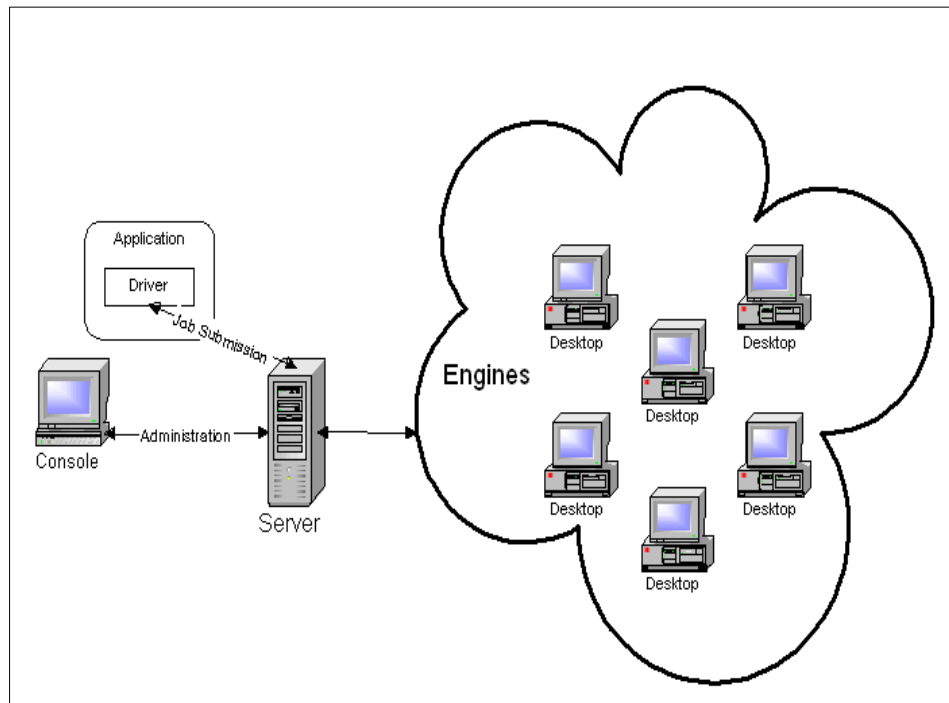 Application
Driver
Job Submission
Engines
Console
Administration
Server
Desktop
Desktop
Desktop
Desktop
Desktop
Desktop